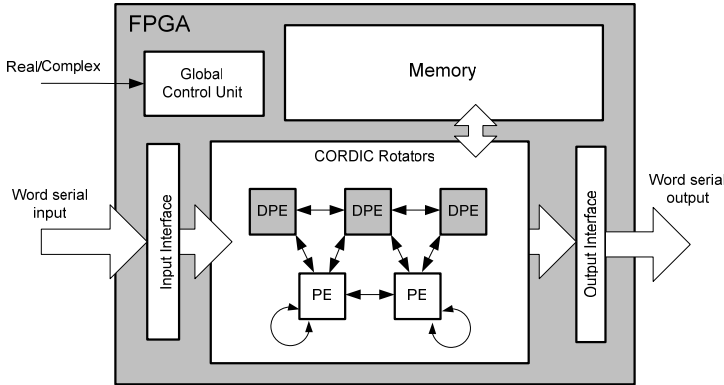 FPGA
Real/Complex
Global
Control Unit
Memory
CORDIC Rotators
Word serial
input
Input Interface
DPE
DPE
DPE
PE
PE
Output Interface
Word serial
output